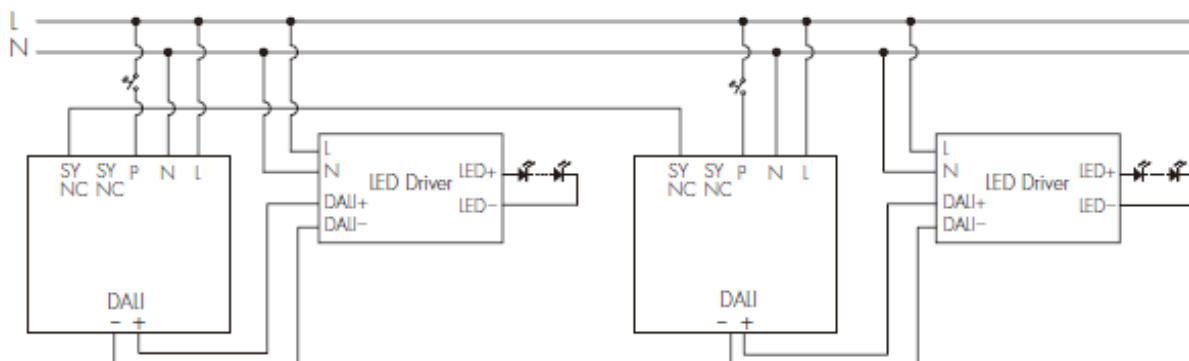 L
N
SY NC
SY NC
P
N
L
DALI
− +
L
N
DALI+
DALI−
LED Driver
LED+
LED−
SY NC
SY NC
P
N
L
DALI
− +
L
N
DALI+
DALI−
LED Driver
LED+
LED−